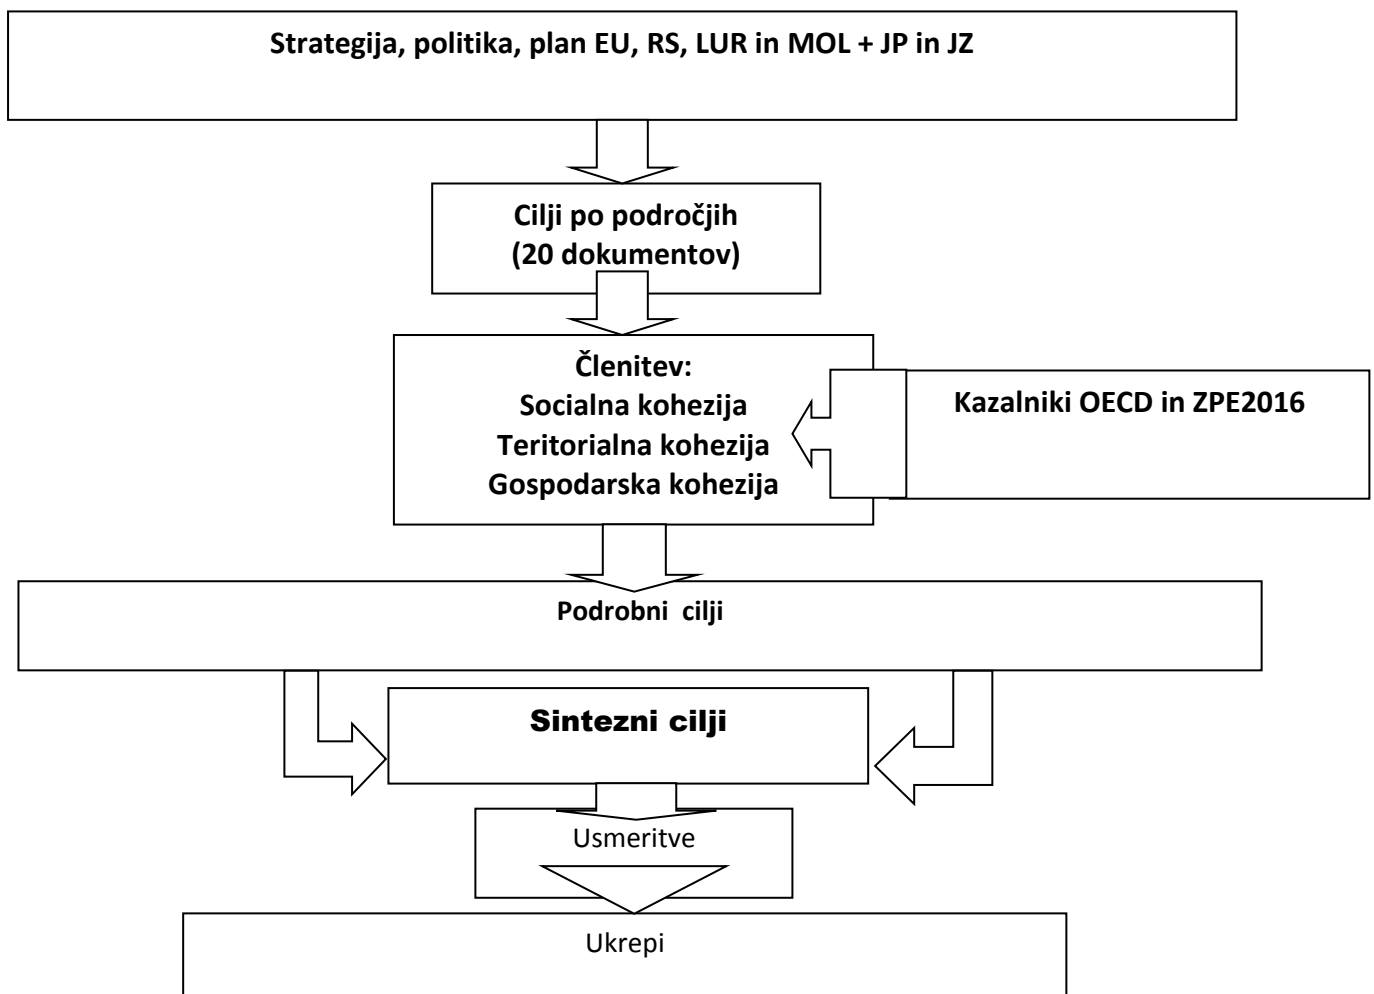 Strategija, politika, plan EU, RS, LUR in MOL + JP in JZ
Cilji po področjih
(20 dokumentov)
Členitev:
Socialna kohezija
Teritorialna kohezija
Gospodarska kohezija
Kazalniki OECD in ZPE2016
Podrobni  cilji
Sintezni cilji
Usmeritve
Ukrepi